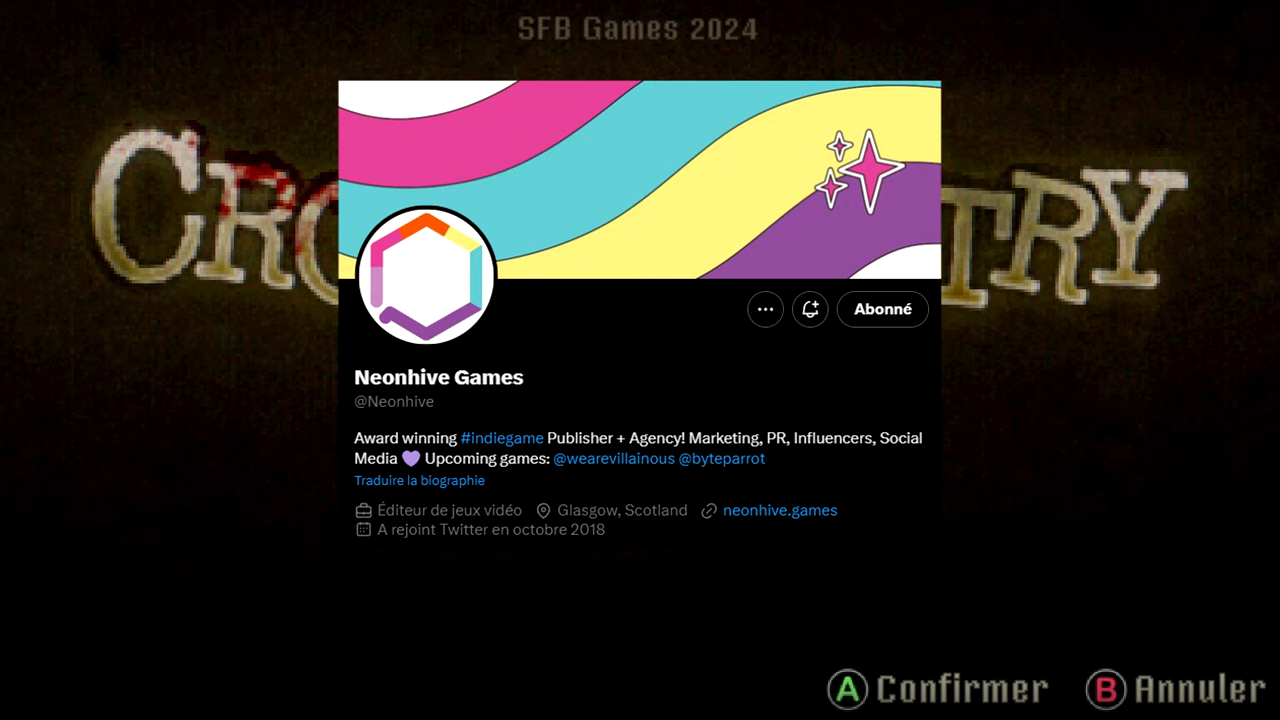 SFB Games 2024
CRO TRY
Abonné
Neonhive Games
@Neonhive
Award winning #indiegame Publisher + Agency! Marketing, PR, Influencers, Social
Media 💜 Upcoming games: @wearevillainous @byteparrot
Traduire la biographie
Éditeur de jeux vidéo Glasgow, Scotland neonhive.games
A rejoint Twitter en octobre 2018
A Confirmer B Annuler